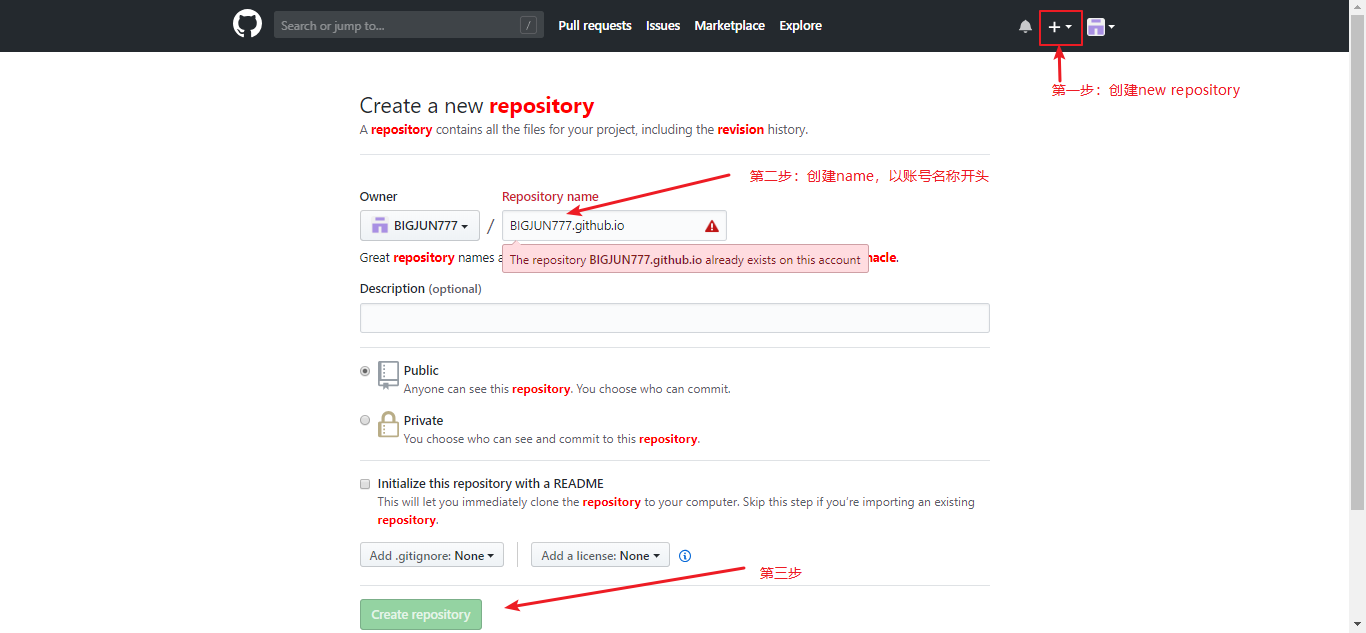 Search or jump to... /
Pull requests Issues Marketplace Explore
第一步：创建new repository
Create a new repository
A repository contains all the files for your project, including the revision history.
第二步：创建name，以账号名称开头
Owner Repository name
BIGJUN777 / BIGJUN777.github.io
Great repository names a
The repository BIGJUN777.github.io already exists on this account
nacle.
Description (optional)
Public
Anyone can see this repository. You choose who can commit.
Private
You choose who can see and commit to this repository.
Initialize this repository with a README
This will let you immediately clone the repository to your computer. Skip this step if you’re importing an existing
repository.
Add .gitignore: None Add a license: None
第三步
Create repository